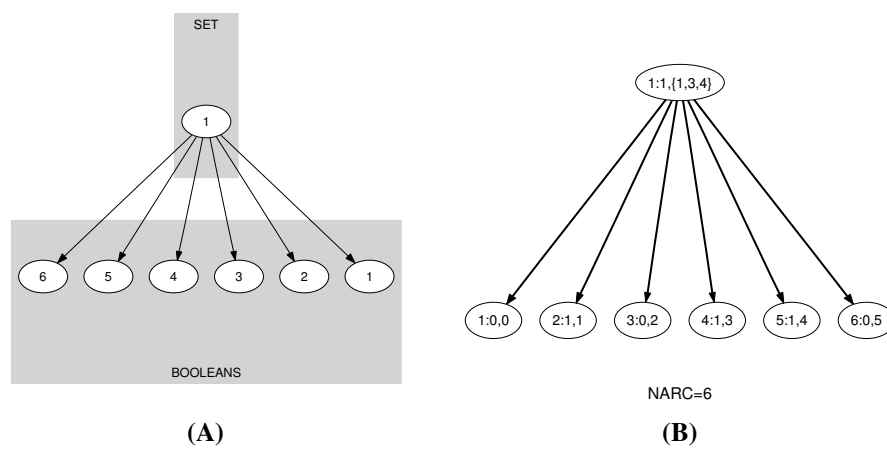 SET
1
6 5 4 3 2 1
BOOLEANS
(A)
1:1,{1,3,4}
1:0,0 2:1,1 3:0,2 4:1,3 5:1,4 6:0,5
NARC=6
(B)